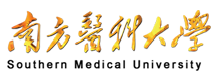 南方醫科大學
Southern Medical University